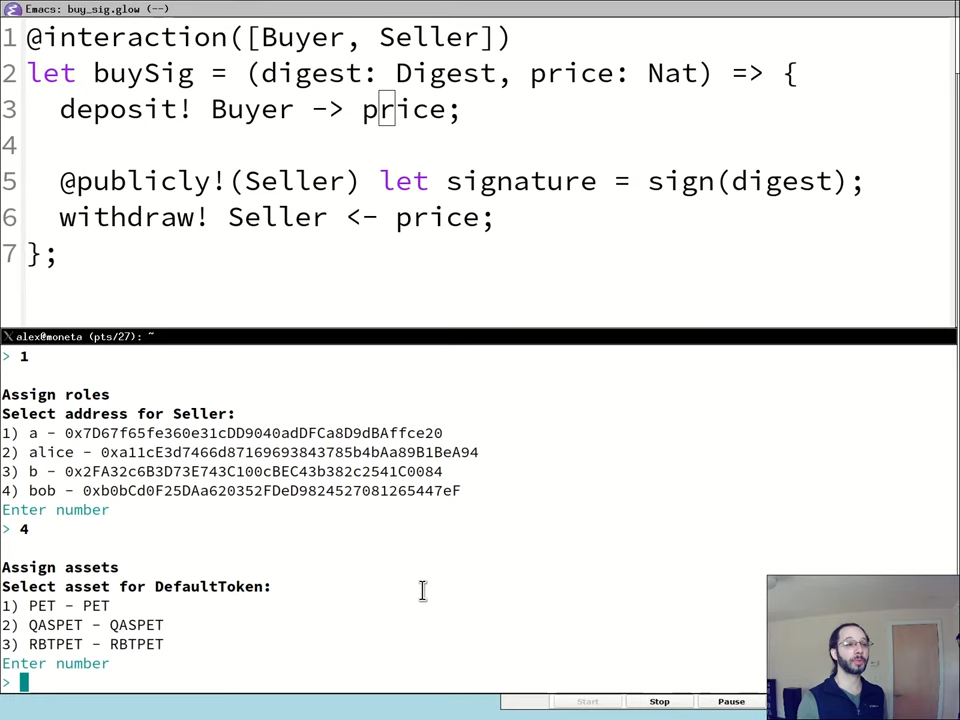 Emacs: buy_sig.glow (--)
1 @interaction([Buyer, Seller])
2 let buySig = (digest: Digest, price: Nat) => {
3 deposit! Buyer -> price;
4
5 @publicly!(Seller) let signature = sign(digest);
6 withdraw! Seller <- price;
7 };
alex@moneta (pts/27): ~
> 1
Assign roles
Select address for Seller:
1) a - 0x7D67f65fe360e31cDD9040adDFCa8D9dBAffce20
2) alice - 0xa11cE3d7466d87169693843785b4bAa89B1BeA94
3) b - 0x2FA32c6B3D73E743C100cBEC43b382c2541C0084
4) bob - 0xb0bCd0F25DAa620352FDeD9824527081265447eF
Enter number
> 4
Assign assets
Select asset for DefaultToken:
1) PET - PET
2) QASPET - QASPET
3) RBTPET - RBTPET
Enter number
>
Start Stop Pause